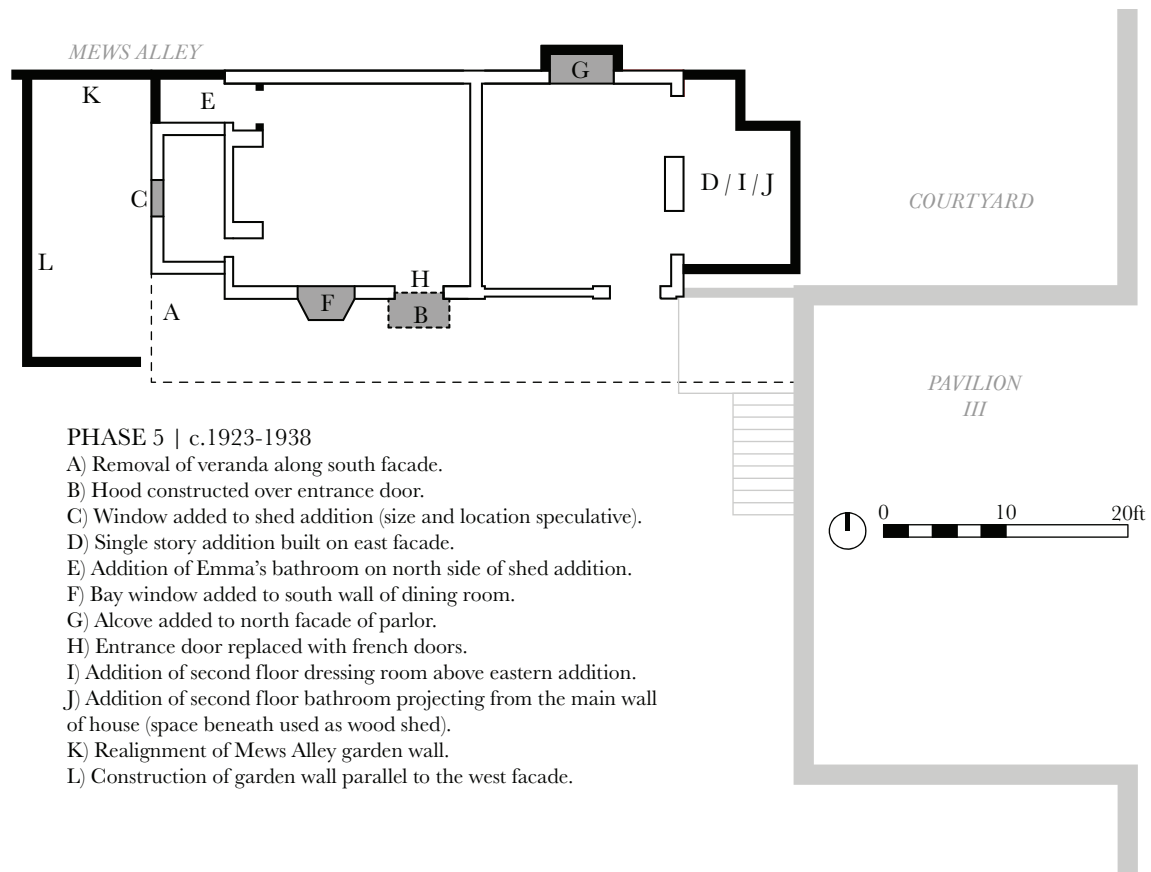 MEWS ALLEY
G
K
E
D / I / J
C
COURTYARD
L
H
A
F
B
PAVILION
III
PHASE 5 | c.1923-1938
A) Removal of veranda along south facade.
B) Hood constructed over entrance door.
C) Window added to shed addition (size and location speculative).
D) Single story addition built on east facade.
E) Addition of Emma's bathroom on north side of shed addition.
F) Bay window added to south wall of dining room.
G) Alcove added to north facade of parlor.
H) Entrance door replaced with french doors.
I) Addition of second floor dressing room above eastern addition.
J) Addition of second floor bathroom projecting from the main wall
of house (space beneath used as wood shed).
K) Realignment of Mews Alley garden wall.
L) Construction of garden wall parallel to the west facade.
0 10 20ft